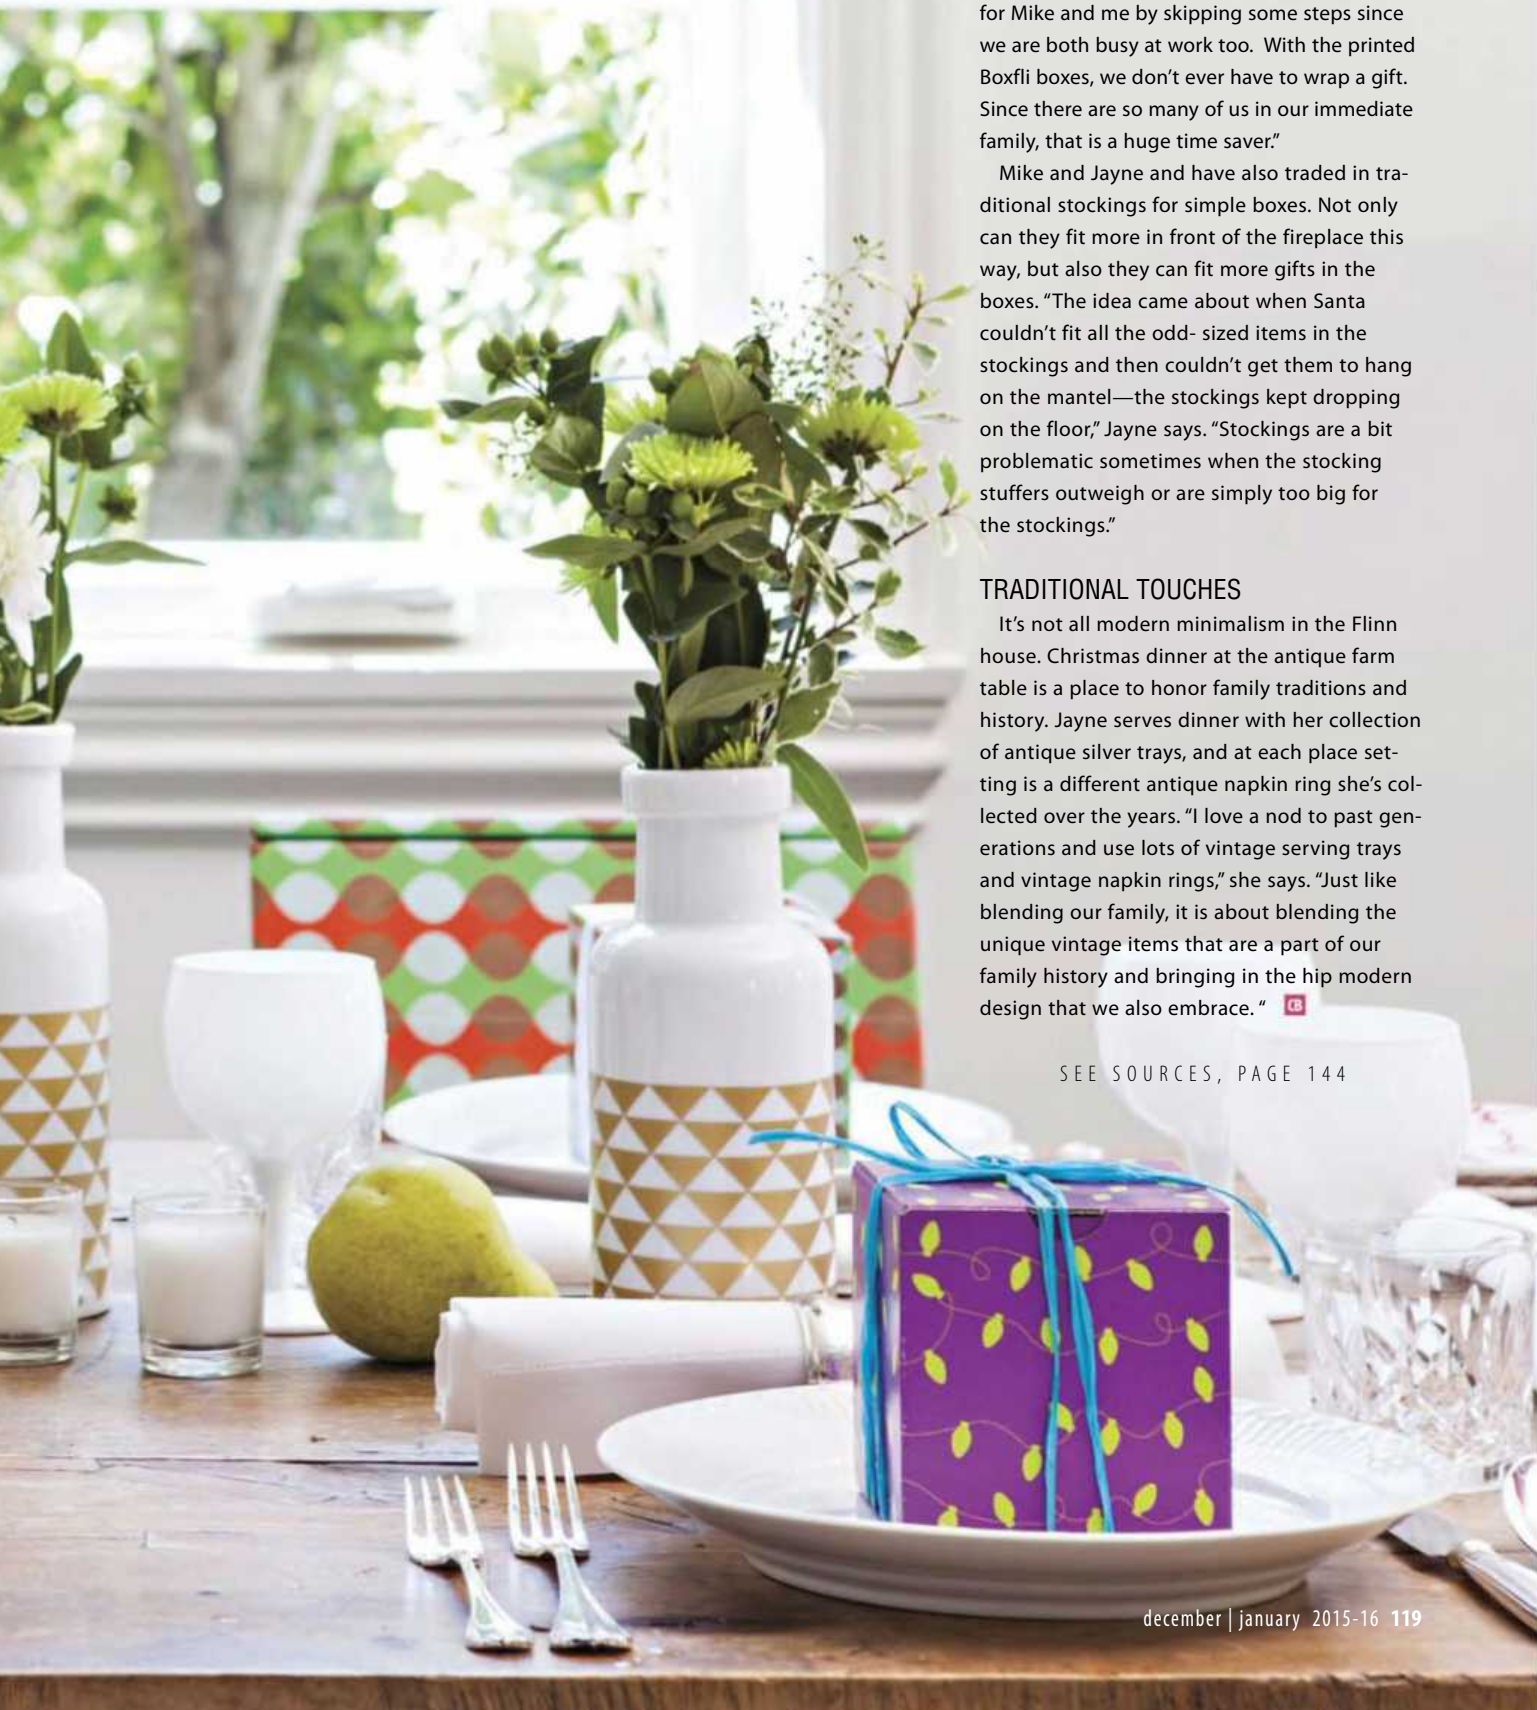 for Mike and me by skipping some steps since
we are both busy at work too.  With the printed
Boxfli boxes, we don’t ever have to wrap a gift.
Since there are so many of us in our immediate
family, that is a huge time saver.”
Mike and Jayne and have also traded in tra-
ditional stockings for simple boxes. Not only
can they fit more in front of the fireplace this
way, but also they can fit more gifts in the
boxes. “The idea came about when Santa
couldn’t fit all the odd- sized items in the
stockings and then couldn’t get them to hang
on the mantel—the stockings kept dropping
on the floor,” Jayne says. “Stockings are a bit
problematic sometimes when the stocking
stuffers outweigh or are simply too big for
the stockings.”
TRADITIONAL TOUCHES
It’s not all modern minimalism in the Flinn
house. Christmas dinner at the antique farm
table is a place to honor family traditions and
history. Jayne serves dinner with her collection
of antique silver trays, and at each place set-
ting is a different antique napkin ring she’s col-
lected over the years. “I love a nod to past gen-
erations and use lots of vintage serving trays
and vintage napkin rings,” she says. “Just like
blending our family, it is about blending the
unique vintage items that are a part of our
family history and bringing in the hip modern
design that we also embrace. “ CB
SEE SOURCES, PAGE 144
december | january 2015-16 119